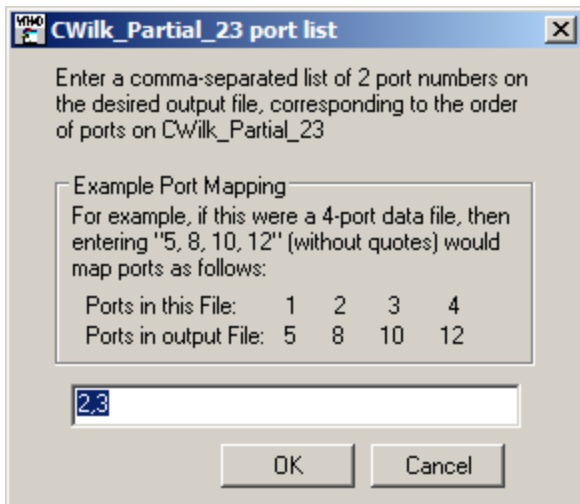 CWilk_Partial_23 port list
Enter a comma-separated list of 2 port numbers on
the desired output file, corresponding to the order
of ports on CWilk_Partial_23
Example Port Mapping
For example, if this were a 4-port data file, then
entering "5, 8, 10, 12" (without quotes) would
map ports as follows:
Ports in this File: 1 2 3 4
Ports in output File: 5 8 10 12
2,3
OK Cancel